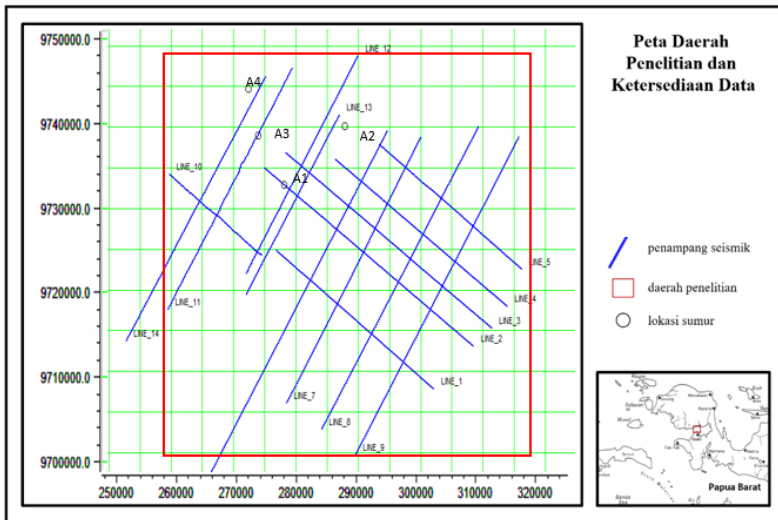 Peta Daerah
Penelitian dan
Ketersediaan Data
9750000.0
9740000.0
9730000.0
9720000.0
9710000.0
9700000.0
250000
260000
270000
280000
290000
300000
310000
320000
LINE_12
A4
LINE_13
A3
A2
LINE_10
A1
LINE_5
LINE_4
LINE_11
LINE_3
LINE_14
LINE_2
LINE_1
LINE_7
LINE_8
LINE_9
penampang seismik
daerah penelitian
lokasi sumur
Papua Barat